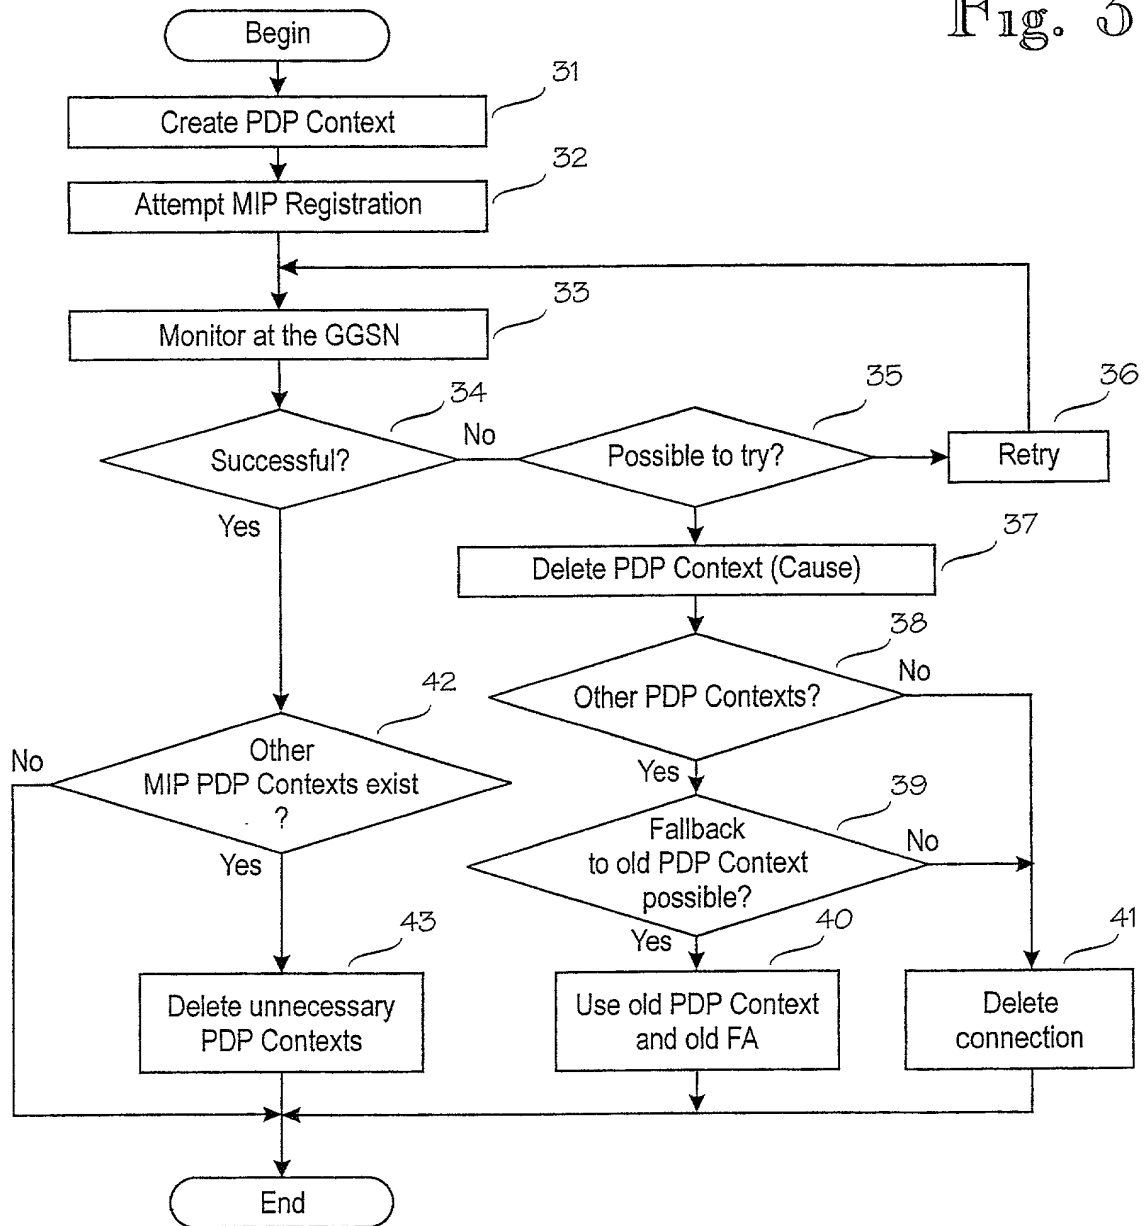 Fig. 3
Begin
31
Create PDP Context
32
Attempt MIP Registration
33
Monitor at the GGSN
34
35
36
Successful?
No
Possible to try?
Retry
Yes
37
Delete PDP Context (Cause)
38
Other PDP Contexts?
No
42
No
Other
MIP PDP Contexts exist
?
Yes
39
Fallback
to old PDP Context
possible?
No
Yes
43
Yes
40
41
Delete unnecessary
PDP Contexts
Use old PDP Context
and old FA
Delete
connection
End